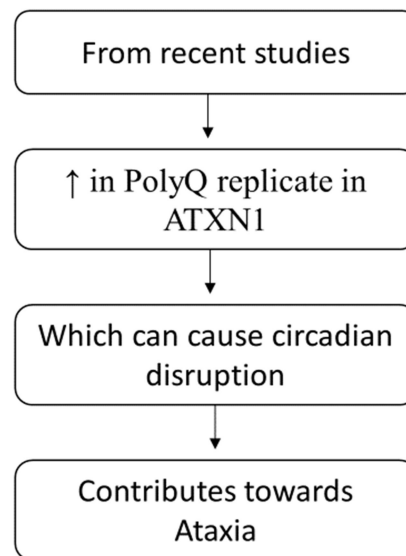 From recent studies
↑ in PolyQ replicate in
ATXN1
Which can cause circadian
disruption
Contributes towards
Ataxia